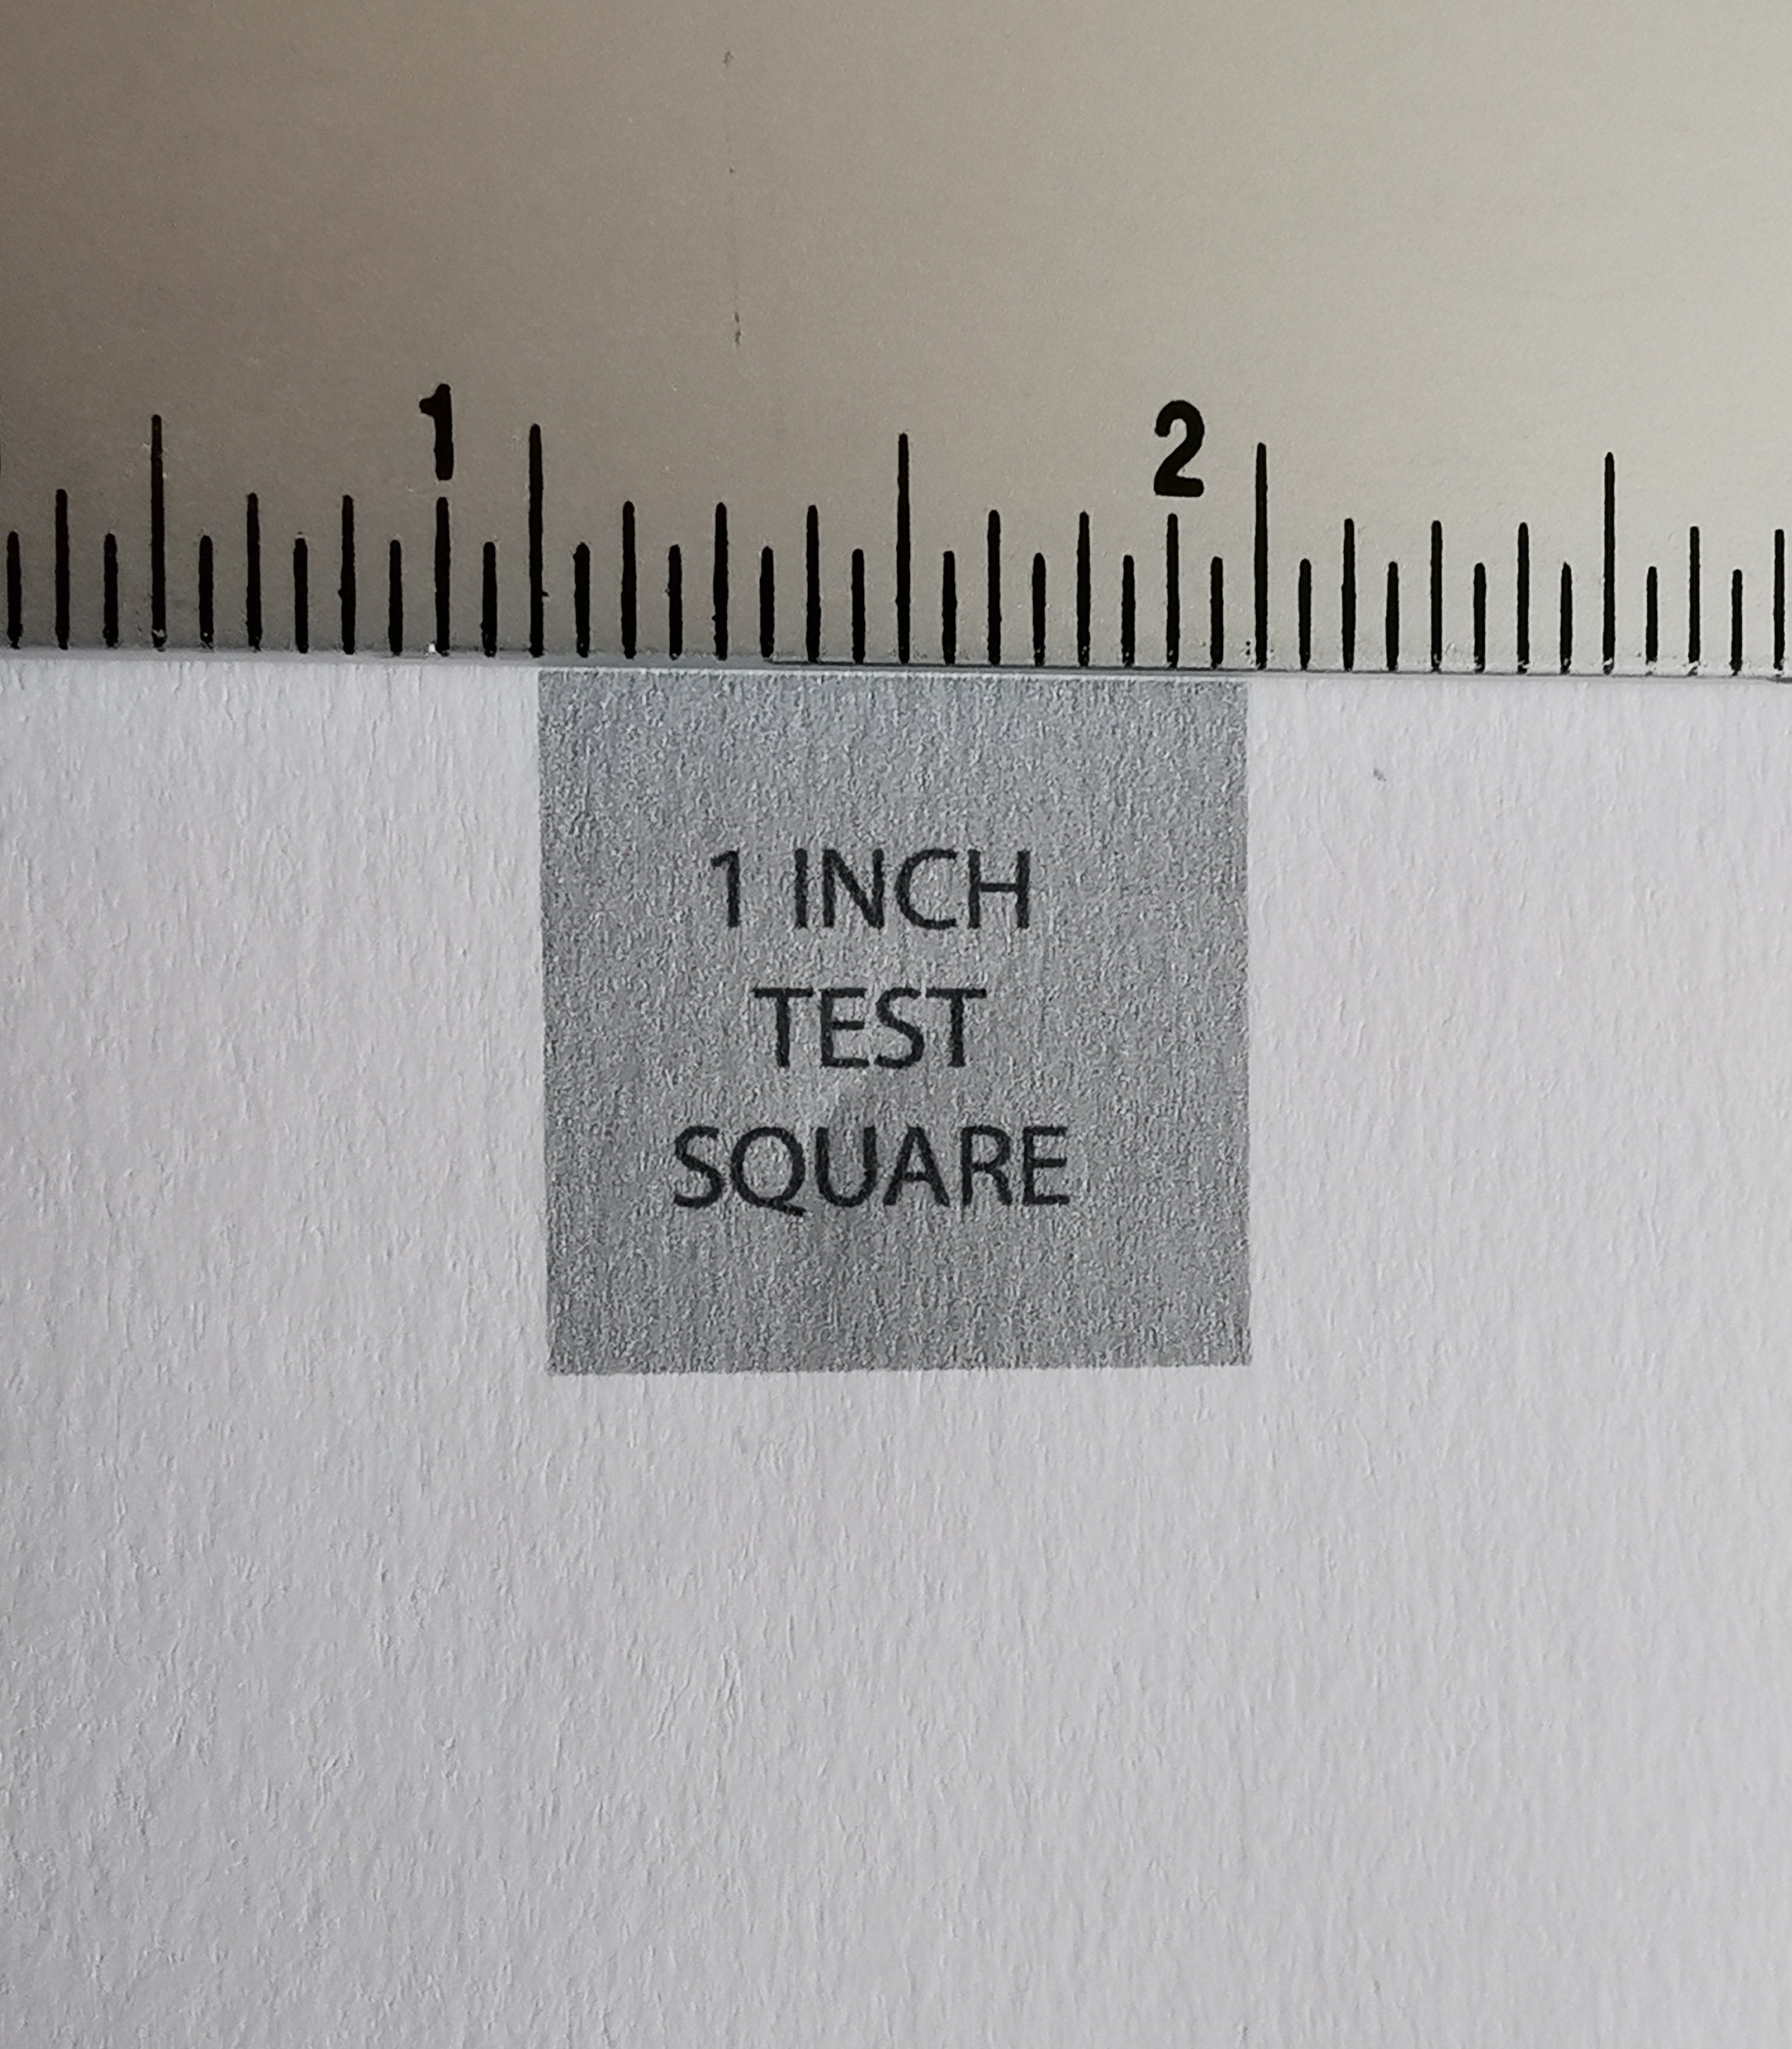 1 2
1 INCH
TEST
SQUARE